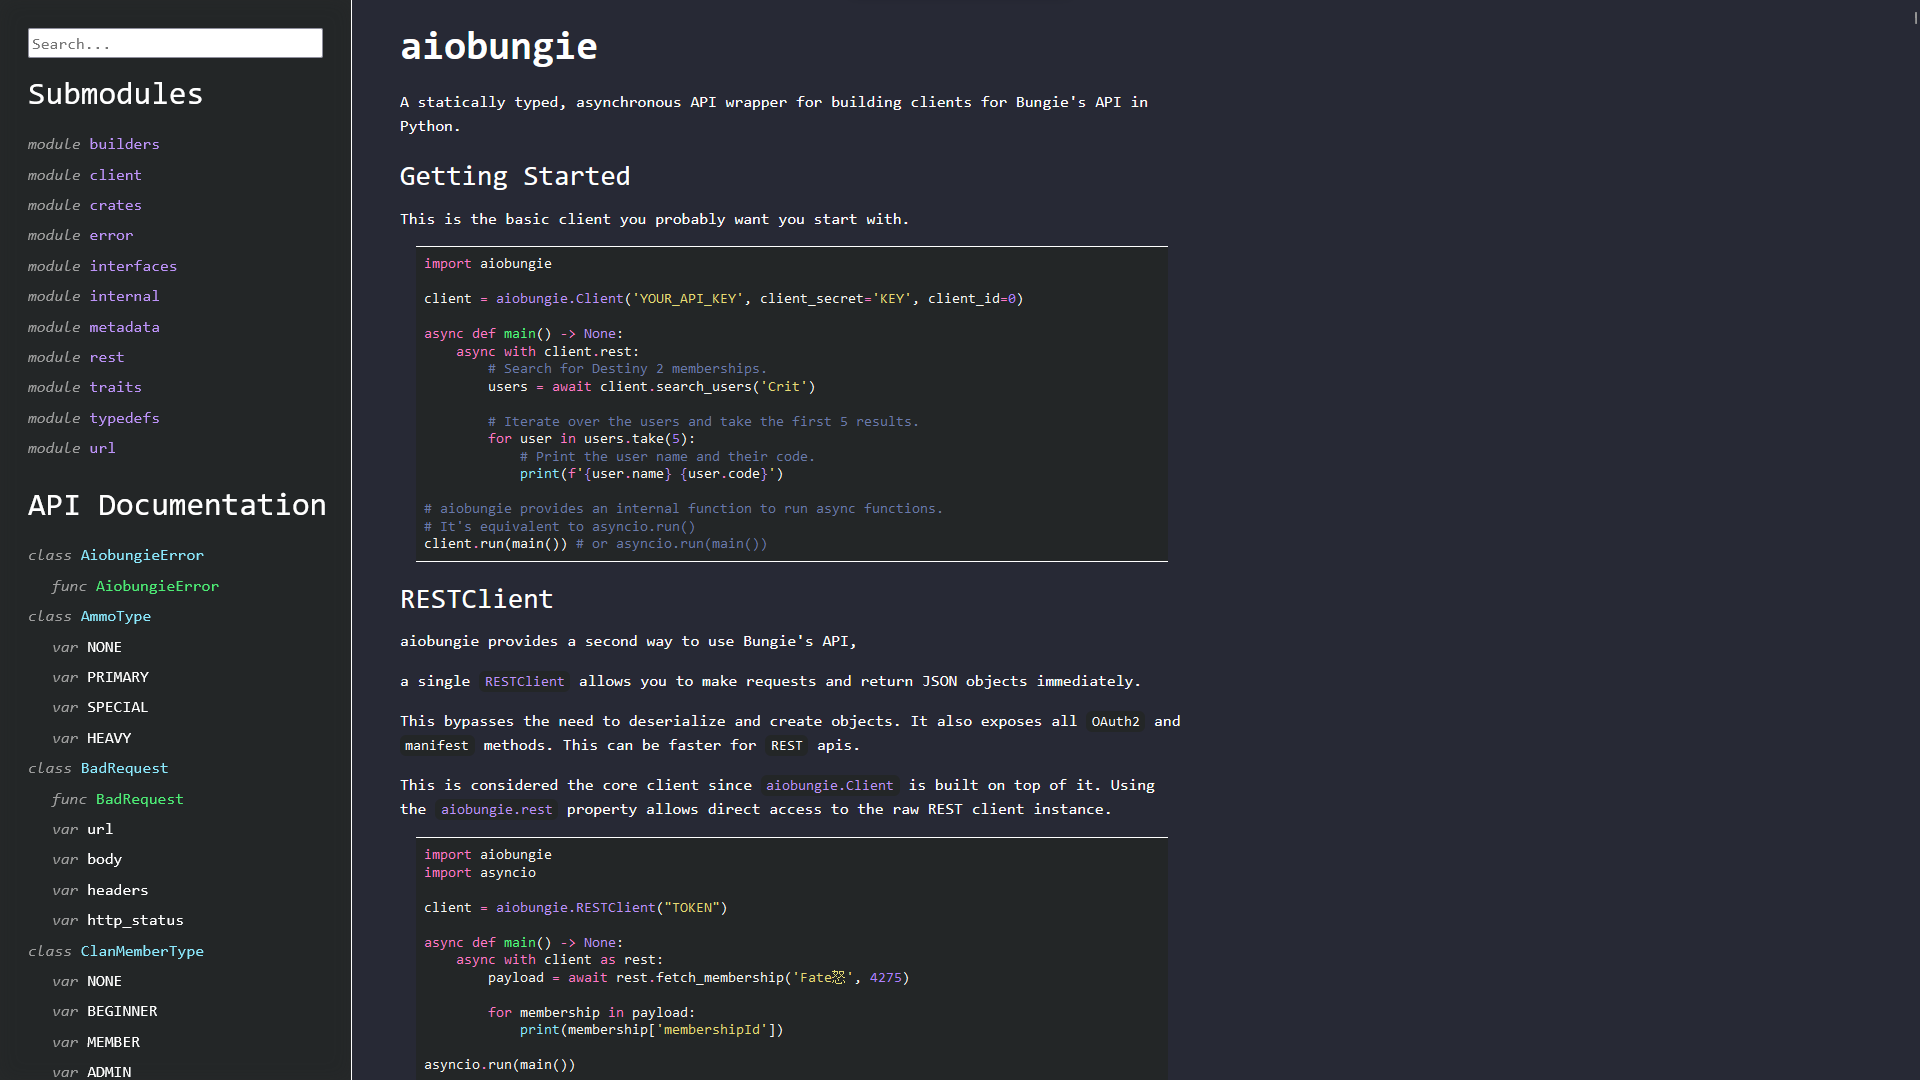 Search...
Submodules
module builders
module client
module crates
module error
module interfaces
module internal
module metadata
module rest
module traits
module typedefs
module url
API Documentation
class AiobungieError
func AiobungieError
class AmmoType
var NONE
var PRIMARY
var SPECIAL
var HEAVY
class BadRequest
func BadRequest
var url
var body
var headers
var http_status
class ClanMemberType
var NONE
var BEGINNER
var MEMBER
var ADMIN
aiobungie
A statically typed, asynchronous API wrapper for building clients for Bungie's API in
Python.
Getting Started
This is the basic client you probably want you start with.
import aiobungie
client = aiobungie.Client('YOUR_API_KEY', client_secret='KEY', client_id=0)
async def main() -> None:
    async with client.rest:
        # Search for Destiny 2 memberships.
        users = await client.search_users('Crit')
        # Iterate over the users and take the first 5 results.
        for user in users.take(5):
            # Print the user name and their code.
            print(f'{user.name} {user.code}')
# aiobungie provides an internal function to run async functions.
# It's equivalent to asyncio.run()
client.run(main()) # or asyncio.run(main())
RESTClient
aiobungie provides a second way to use Bungie's API,
a single RESTClient allows you to make requests and return JSON objects immediately.
This bypasses the need to deserialize and create objects. It also exposes all OAuth2 and
manifest methods. This can be faster for REST apis.
This is considered the core client since aiobungie.Client is built on top of it. Using
the aiobungie.rest property allows direct access to the raw REST client instance.
import aiobungie
import asyncio
client = aiobungie.RESTClient("TOKEN")
async def main() -> None:
    async with client as rest:
        payload = await rest.fetch_membership('Fate', 4275)
        for membership in payload:
            print(membership['membershipId'])
asyncio.run(main())